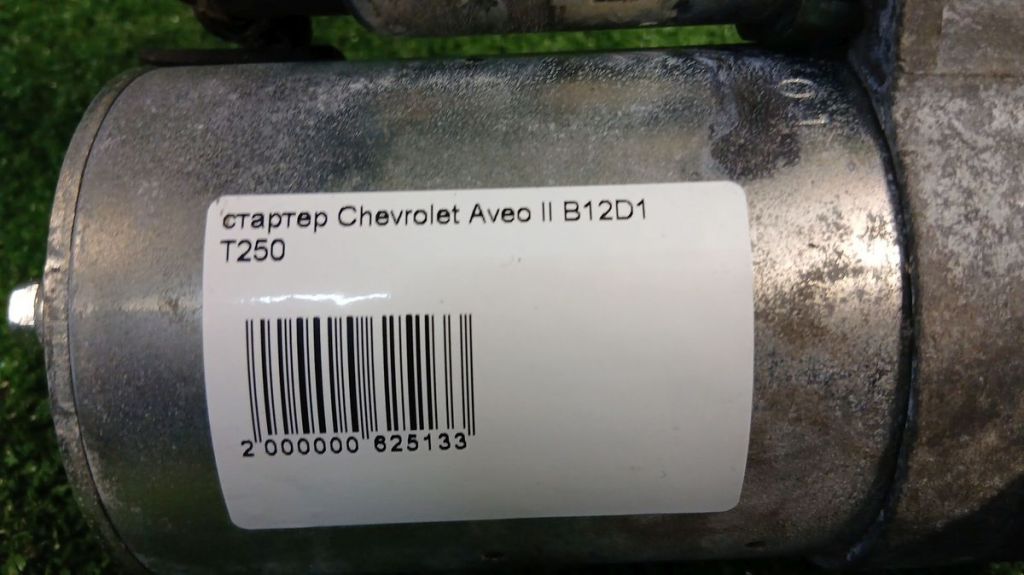 стартер Chevrolet Aveo II B12D1
T250
2 000000 625133